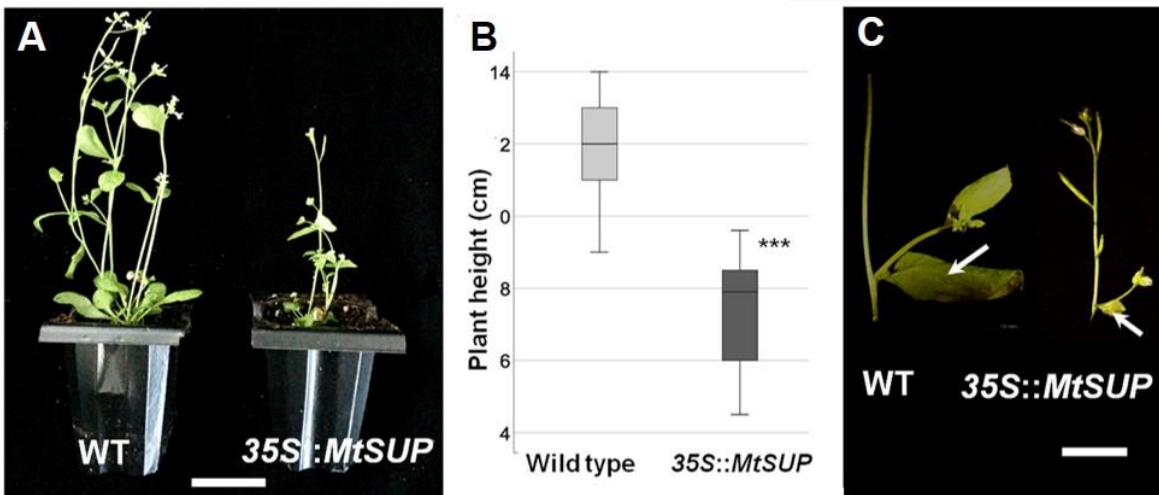 A
WT
35S::MtSUP
B
Plant height (cm)
14
2
0
8
6
4
Wild type
35S::MtSUP
***
C
WT
35S::MtSUP